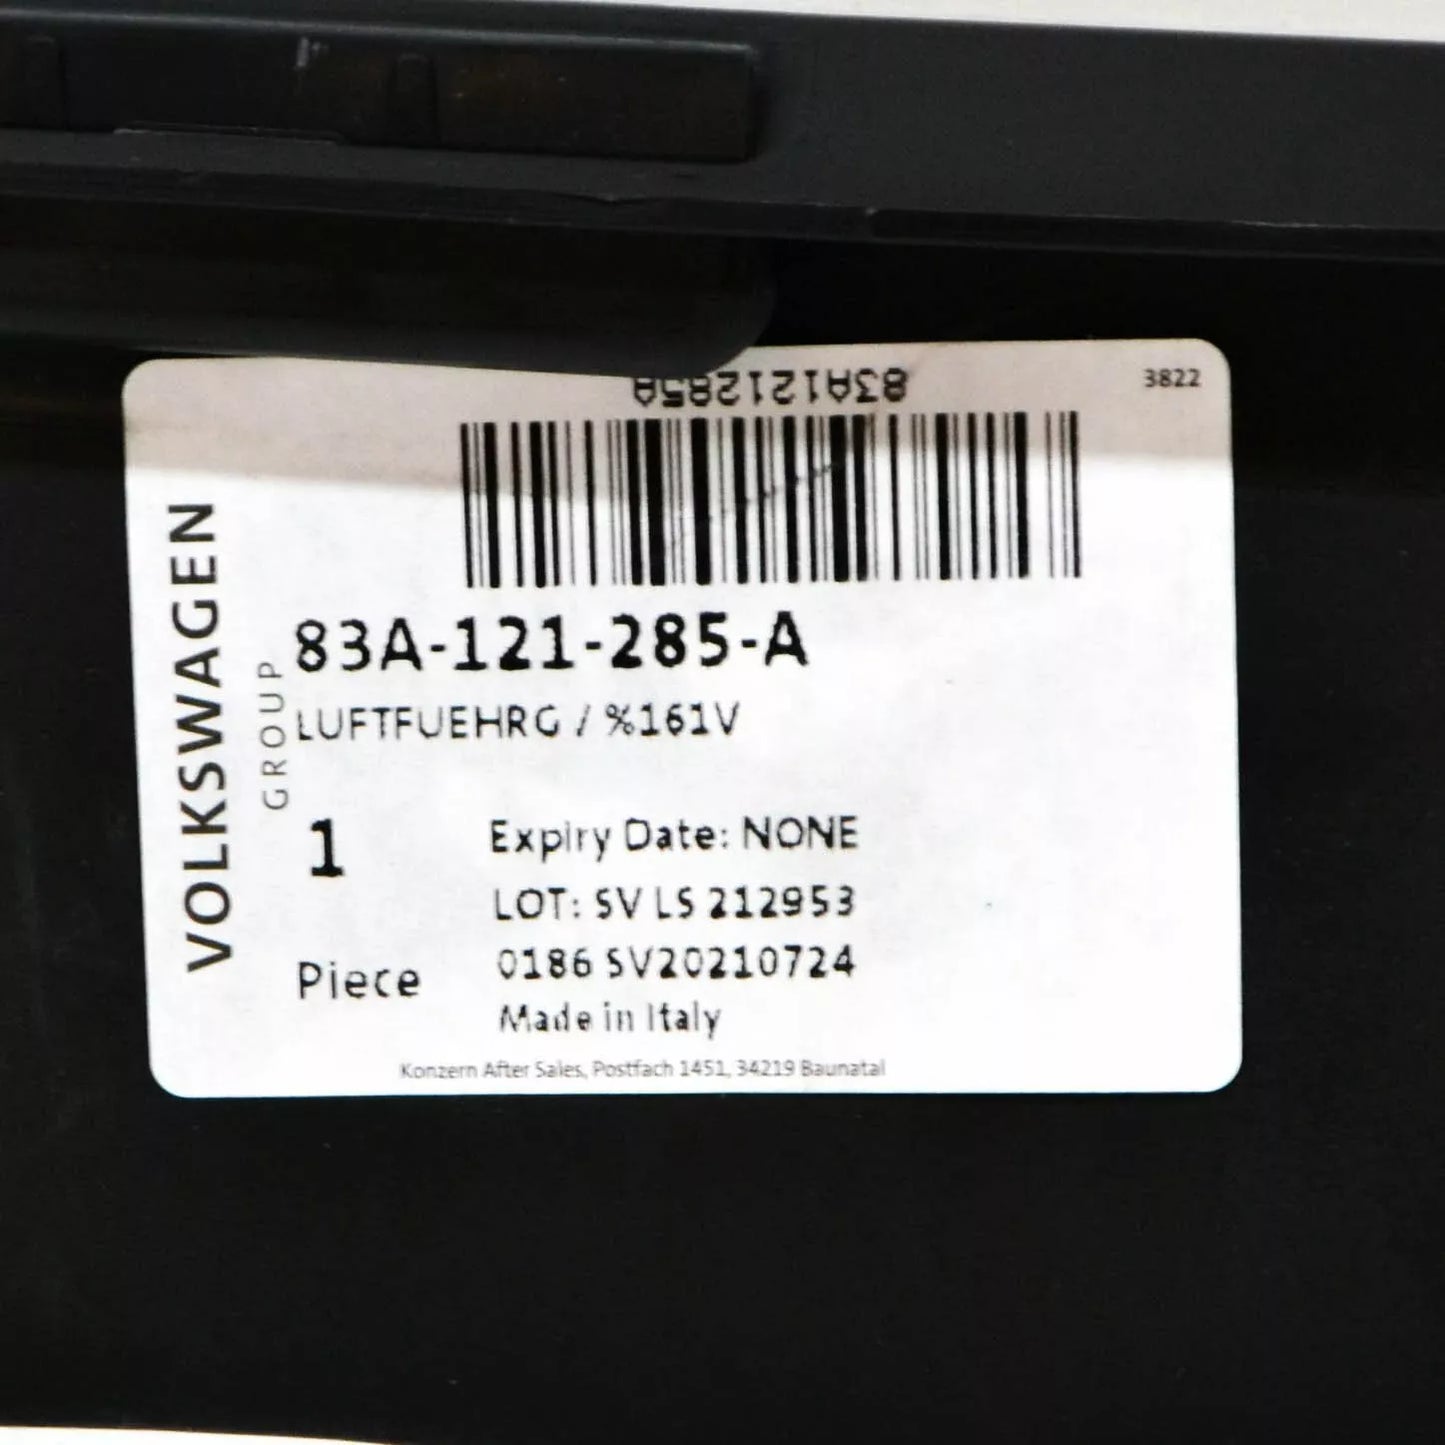 83A121285A
3822
VOLKSWAGEN
GROUP
83A-121-285-A
LUFTFUEHRG / %161V
1
Piece
Expiry Date: NONE
LOT: SV LS 212953
0186 SV20210724
Made in Italy
Konzern After Sales, Postfach 1451, 34219 Baunatal